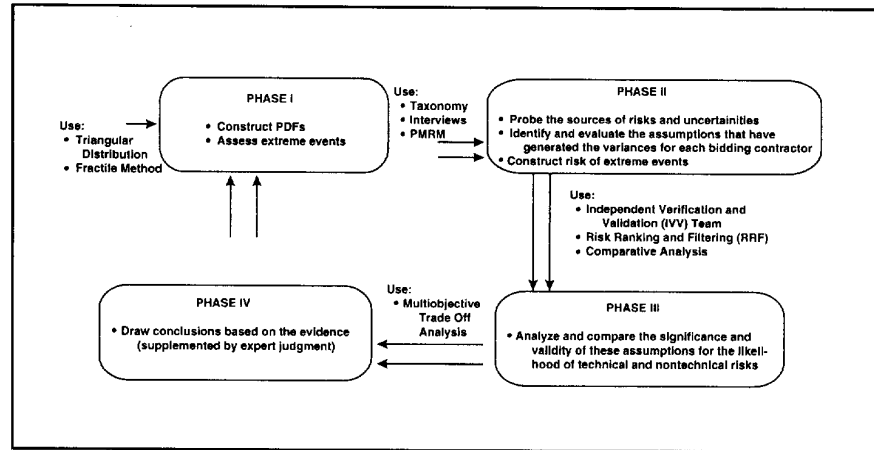 PHASE I
• Construct PDFs
• Assess extreme events
Use:
• Triangular
Distribution
• Fractile Method
Use:
• Taxonomy
• Interviews
• PMRM
PHASE II
• Probe the sources of risks and uncertainities
• Identify and evaluate the assumptions that have
generated the variances for each bidding contractor
• Construct risk of extreme events
Use:
• Independent Verification and
Validation (IVV) Team
• Risk Ranking and Filtering (RRF)
• Comparative Analysis
PHASE III
• Analyze and compare the significance and
validity of these assumptions for the likeli-
hood of technical and nontechnical risks
Use:
• Multiobjective
Trade Off
Analysis
PHASE IV
• Draw conclusions based on the evidence
(supplemented by expert judgment)